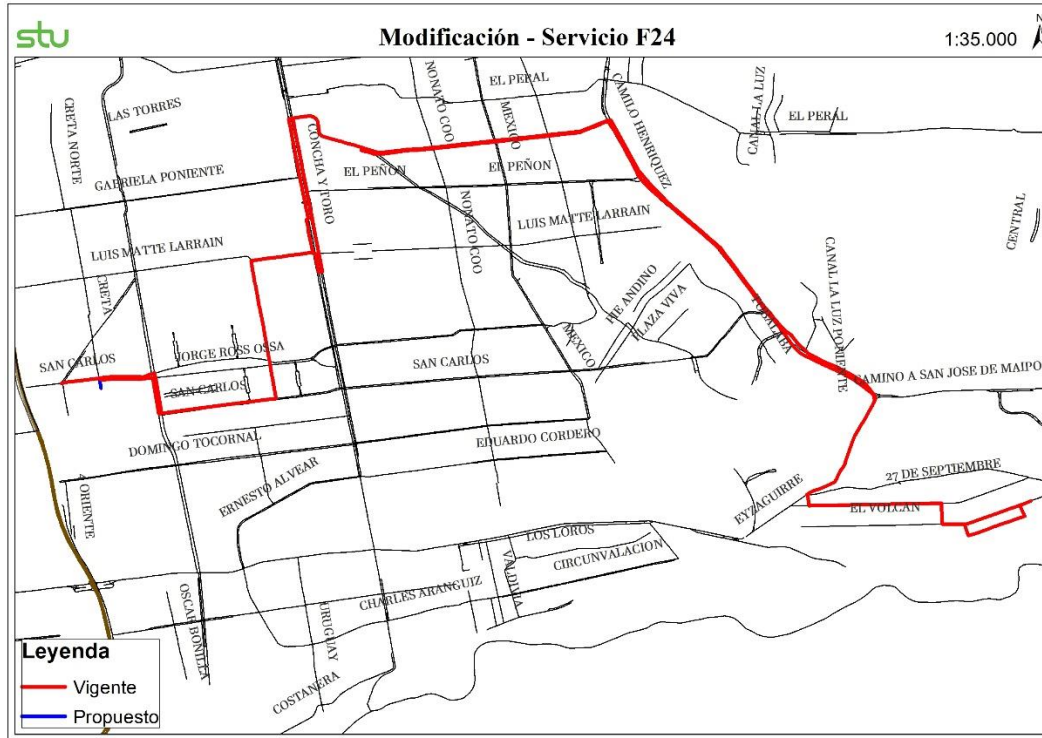 stu
Modificación - Servicio F24
1:35.000
N
EL PERAL
CAMILO HENRIQUEZ
NONATO COO
MEXICO
CANAL LA LUZ
EL PERAL
CRETA NORTE
LAS TORRES
CONCHA Y TORO
EL PEÑON
EL PEÑON
GABRIELA PONIENTE
NONATO COO
LUIS MATTE LARRAIN
CENTRAL
LUIS MATTE LARRAIN
CRETA
PIE ANDINO
PLAZA VIVA
TOBALABA
CANAL LA LUZ PONIENTE
MEXICO
JORGE ROSS OSSA
SAN CARLOS
SAN CARLOS
SAN CARLOS
CAMINO A SAN JOSE DE MAIPO
DOMINGO TOCORNAL
EDUARDO CORDERO
ERNESTO ALVEAR
27 DE SEPTIEMBRE
EYZAGUIRRE
EL VOLCAN
ORIENTE
LOS LOROS
CIRCUNVALACION
VALDIVIA
CHARLES ARANGUIZ
OSCAR BONILLA
URUGUAY
COSTANERA
Leyenda
Vigente
Propuesto